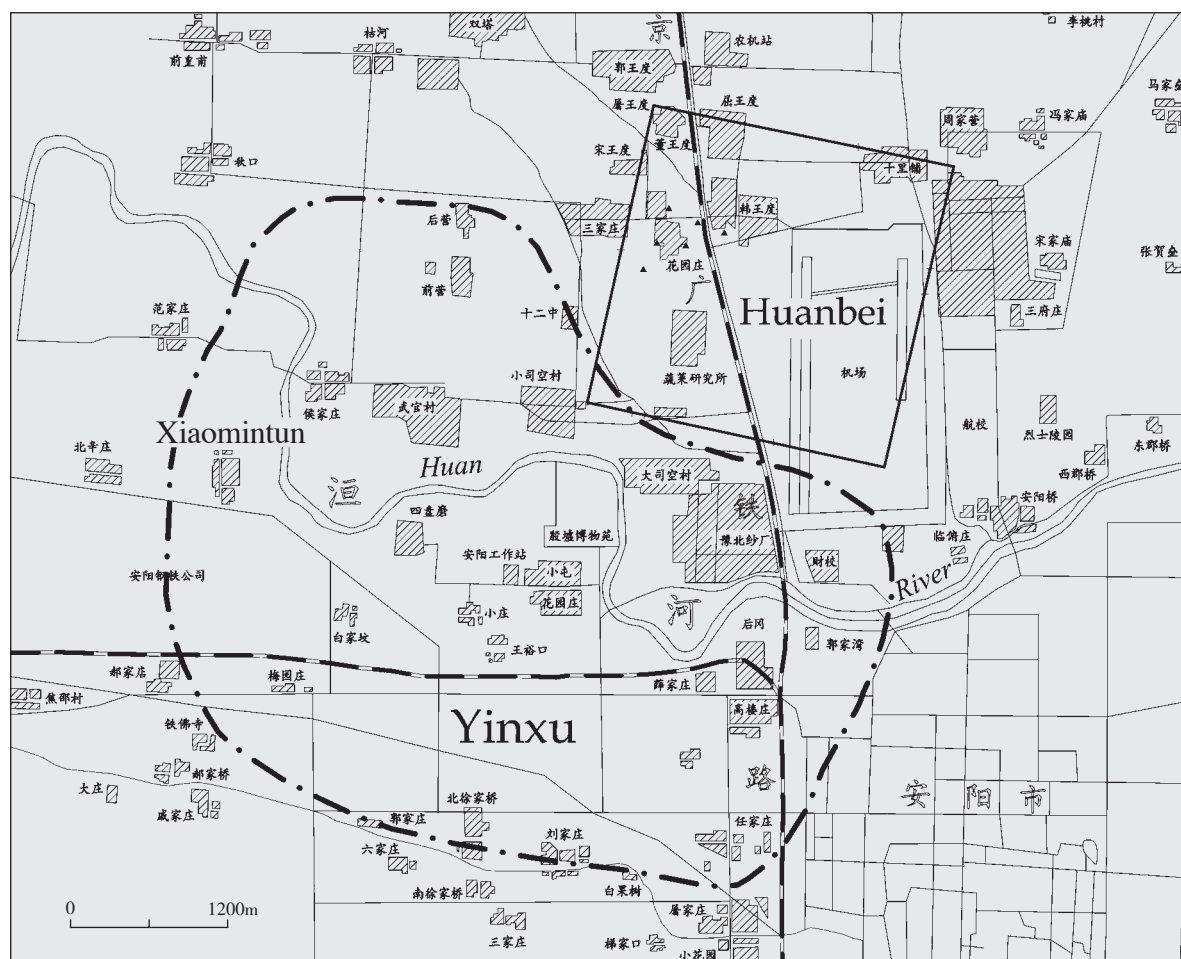 双塔
京
农机站
李桃村
前皇甫
枯河
郭王度
马家垒
屠王度
屈王度
周家营
冯家庙
董王度
宋王度
秋口
十里铺
后营
三家庄
韩王度
宋家庙
张贺垒
花园庄
前营
广
范家庄
十二中
Huanbei
三府庄
蔬菜研究所
机场
小司空村
侯家庄
武官村
航校
烈士陵园
东郡桥
北辛庄
Xiaomintun
Huan
大司空村
西郡桥
洹
四盘磨
铁
安阳桥
殷墟博物苑
豫北纱厂
临俯庄
安阳工作站
小屯
财校
安阳钢铁公司
River
花园庄
小庄
河
白家坟
后冈
郭家湾
王裕口
郝家店
梅园庄
薛家庄
焦邵村
高楼庄
铁佛寺
Yinxu
郝家桥
路
安阳市
大庄
北徐家桥
戚家庄
郭家庄
刘家庄
任家庄
六家庄
南徐家桥
白果树
0 1200m
屠家庄
三家庄
梯家口
小花园